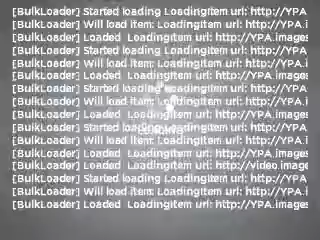 [BulkLoader] Started loading LoadingItem url: http://YPA
[BulkLoader] Will load item: LoadingItem url: http://YPA.i
[BulkLoader] Loaded LoadingItem url: http://YPA.image
[BulkLoader] Started loading LoadingItem url: http://YPA
[BulkLoader] Will load item: LoadingItem url: http://YPA.i
[BulkLoader] Loaded LoadingItem url: http://YPA.image
[BulkLoader] Started loading LoadingItem url: http://YPA
[BulkLoader] Will load item: LoadingItem url: http://YPA.i
[BulkLoader] Loaded LoadingItem url: http://YPA.image
[BulkLoader] Started loading LoadingItem url: http://YPA
[BulkLoader] Will load item: LoadingItem url: http://YPA.i
[BulkLoader] Loaded LoadingItem url: http://YPA.image
[BulkLoader] Loaded LoadingItem url: http://video.image
[BulkLoader] Started loading LoadingItem url: http://YPA
[BulkLoader] Will load item: LoadingItem url: http://YPA.i
[BulkLoader] Loaded LoadingItem url: http://YPA.image